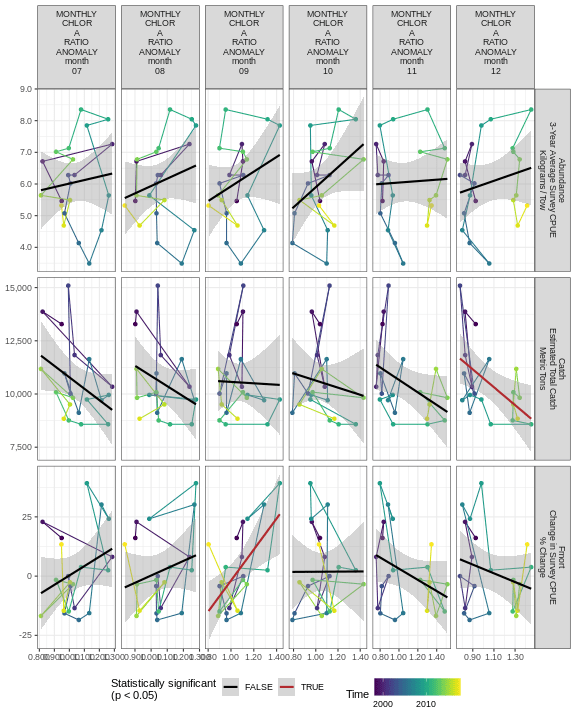 MONTHLY MONTHLY MONTHLY MONTHLY MONTHLY MONTHLY
CHLOR CHLOR CHLOR CHLOR CHLOR CHLOR
A A A A A A
RATIO RATIO RATIO RATIO RATIO RATIO
ANOMALY ANOMALY ANOMALY ANOMALY ANOMALY ANOMALY
month month month month month month
07 08 09 10 11 12
9.0
8.0
7.0
6.0
5.0
4.0
Abundance
3-Year Average Survey CPUE
Kilograms /Tow
15,000
12,500
10,000
7,500
Catch
Estimated Total Catch
Metric Tons
25
0
-25
Fmort
Change in Survey CPUE
% Change
1.00 1.20 1.40
1.00 1.20 1.40
1.00 1.20 1.40
0.90 1.10 1.30
Statistically significant
(p < 0.05)
FALSE
TRUE
Time
2000 2010